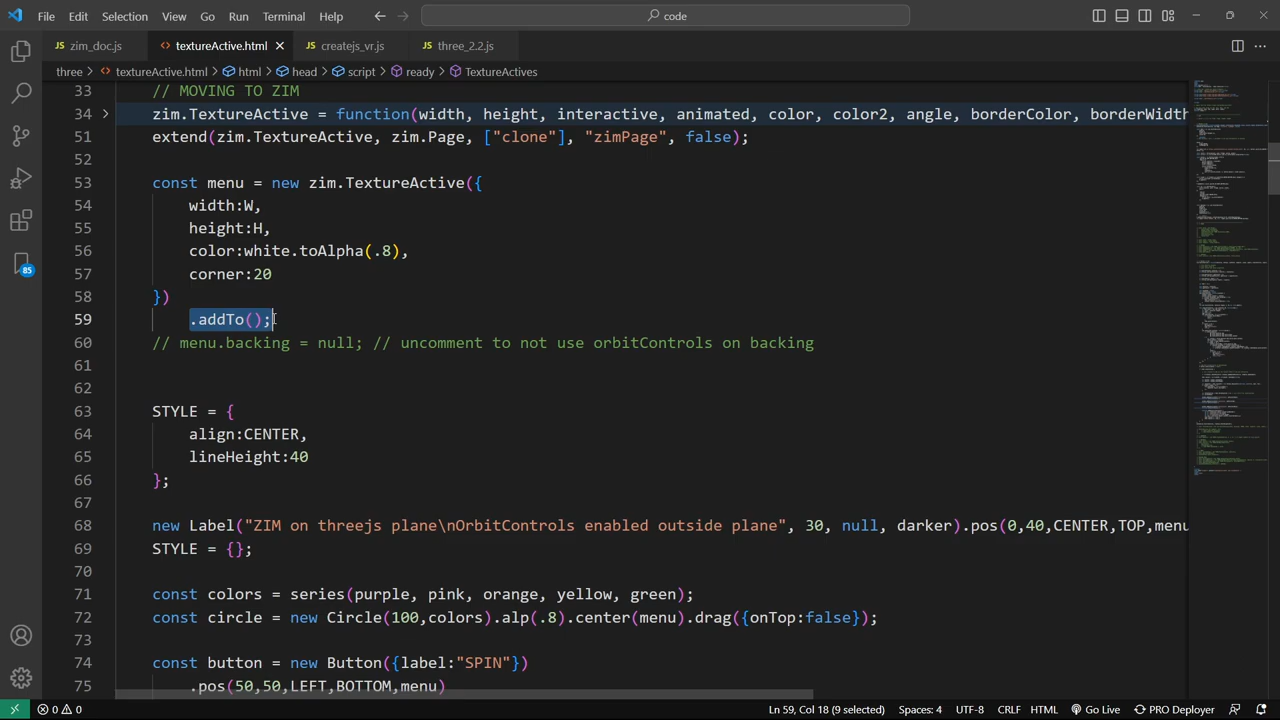 File Edit Selection View Go Run Terminal Help
code
zim_doc.js textureActive.html createjs_vr.js three_2.2.js
three > textureActive.html > html > head > script > ready > TextureActives
33 // MOVING TO ZIM
34 zim.TextureActive = function(width, height, interactive, animated, color, color2, angle, borderColor, borderWidth
51 extend(zim.TextureActive, zim.Page, ["clone"], "zimPage", false);
52
53 const menu = new zim.TextureActive({
54 width:W,
55 height:H,
56 color:white.toAlpha(.8),
57 corner:20
58 })
59 .addTo();
60 // menu.backing = null; // uncomment to not use orbitControls on backing
61
62
63 STYLE = {
64 align:CENTER,
65 lineHeight:40
66 };
67
68 new Label("ZIM on threejs plane\nOrbitControls enabled outside plane", 30, null, darker).pos(0,40,CENTER,TOP,menu
69 STYLE = {};
70
71 const colors = series(purple, pink, orange, yellow, green);
72 const circle = new Circle(100,colors).alp(.8).center(menu).drag({onTop:false});
73
74 const button = new Button({label:"SPIN"})
75 .pos(50,50,LEFT,BOTTOM,menu)
85
0 0 Ln 59, Col 18 (9 selected) Spaces: 4 UTF-8 CRLF HTML Go Live PRO Deployer